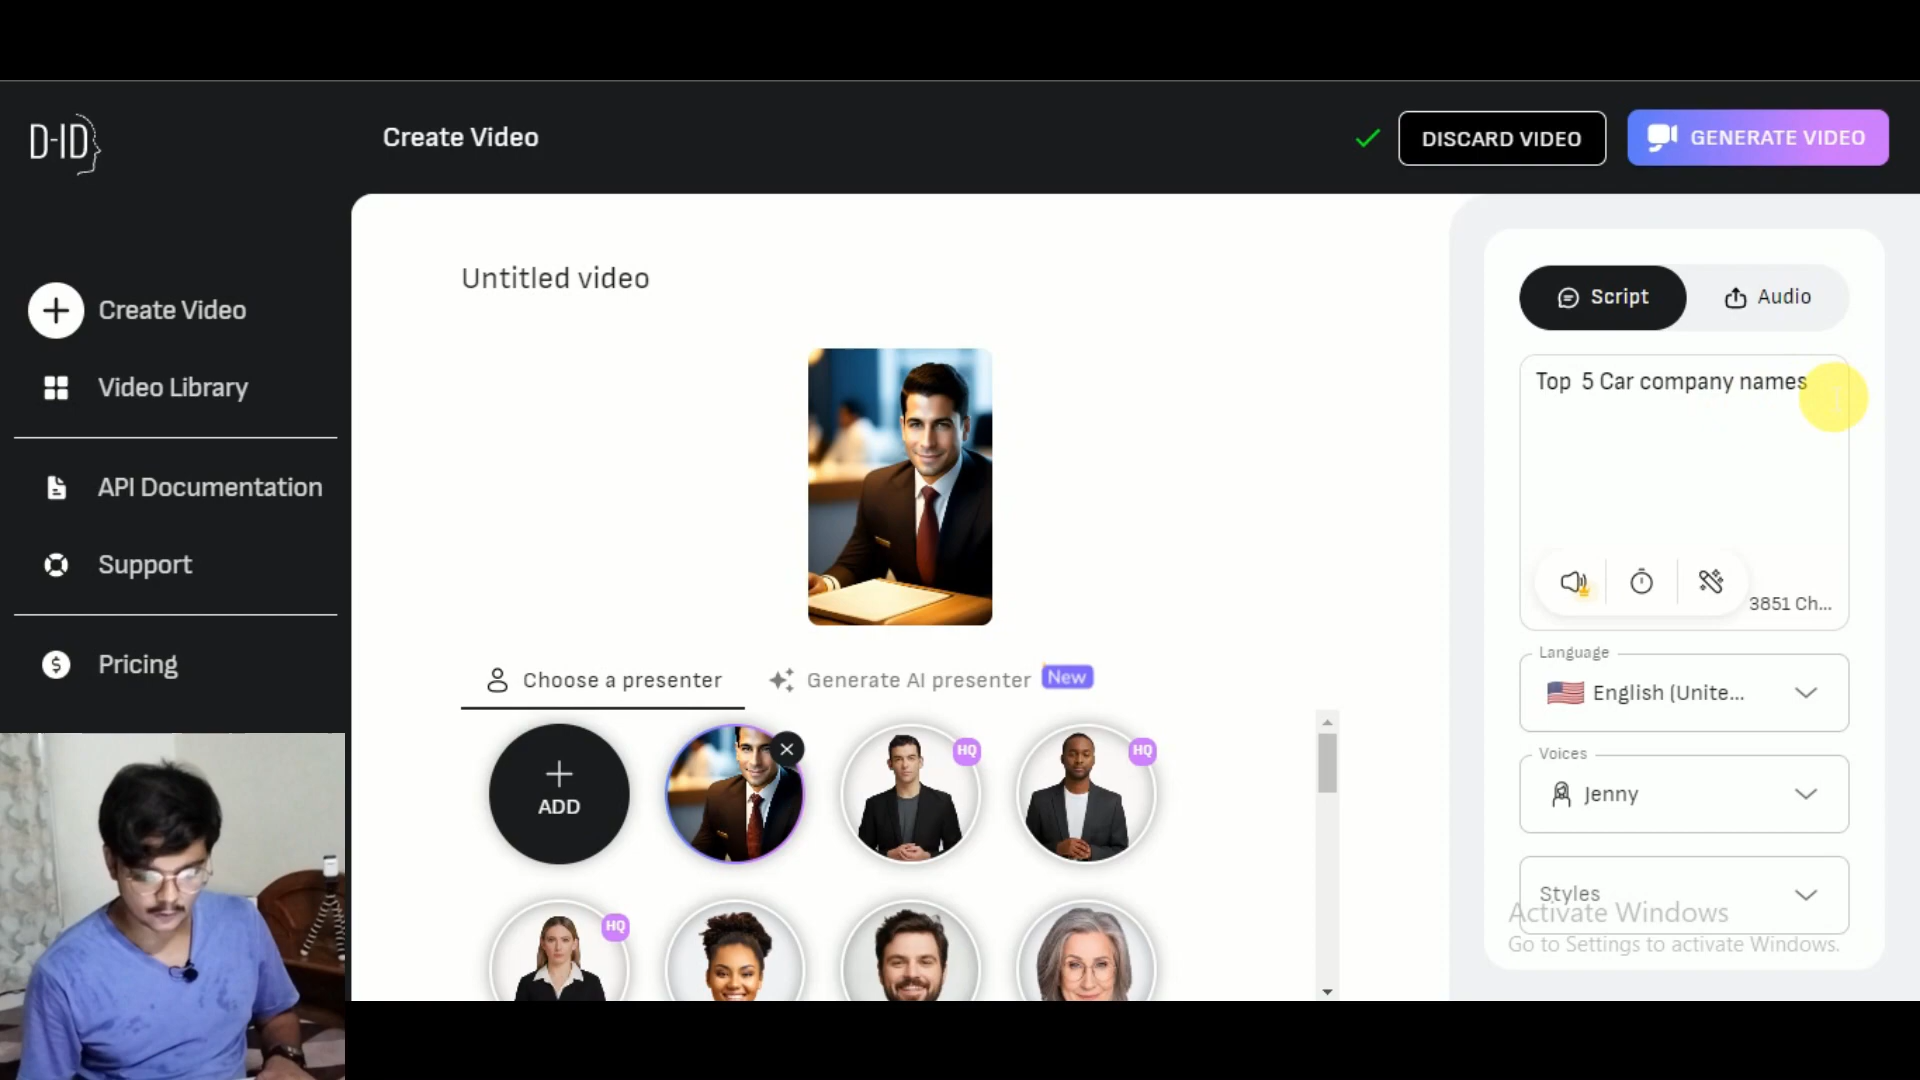 D-ID
Create Video
DISCARD VIDEO
GENERATE VIDEO
Create Video
Video Library
API Documentation
Support
Pricing
Untitled video
Choose a presenter
Generate AI presenter
New
ADD
HQ
HQ
HQ
Script
Audio
Top  5 Car company names
3851 Ch...
Language
English (Unite...
Voices
Jenny
Styles
Activate Windows
Go to Settings to activate Windows.